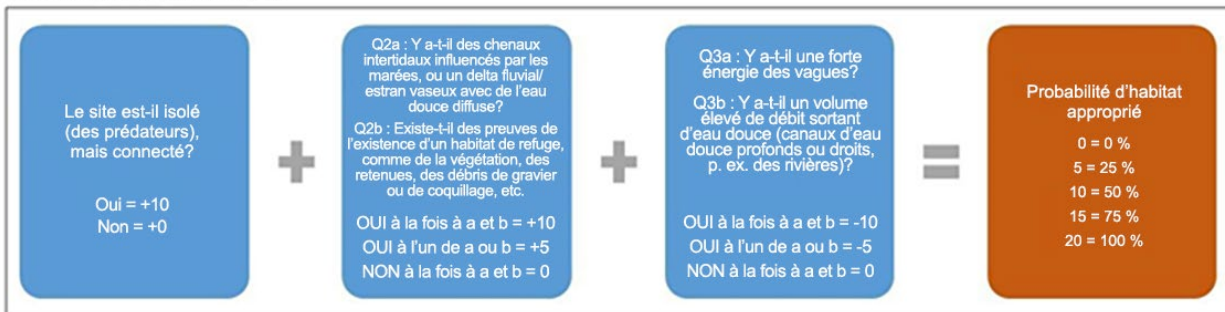 Le site est-il isolé
(des prédateurs),
mais connecté?
Oui = +10
Non = +0
+
Q2a : Y a-t-il des chenaux
intertidaux influencés par les
marées, ou un delta fluvial/
estran vaseux avec de l'eau
douce diffuse?
Q2b : Existe-t-il des preuves de
l'existence d'un habitat de refuge,
comme de la végétation, des
retenues, des débris de gravier
ou de coquillage, etc.
OUI à la fois à a et b = +10
OUI à l'un de a ou b = +5
NON à la fois à a et b = 0
+
Q3a : Y a-t-il une forte
énergie des vagues?
Q3b : Y a-t-il un volume
élevé de débit sortant
d'eau douce (canaux d'eau
douce profonds ou droits,
p. ex. des rivières)?
OUI à la fois à a et b = -10
OUI à l'un de a ou b = -5
NON à la fois à a et b = 0
=
Probabilité d'habitat
approprié
0 = 0 %
5 = 25 %
10 = 50 %
15 = 75 %
20 = 100 %